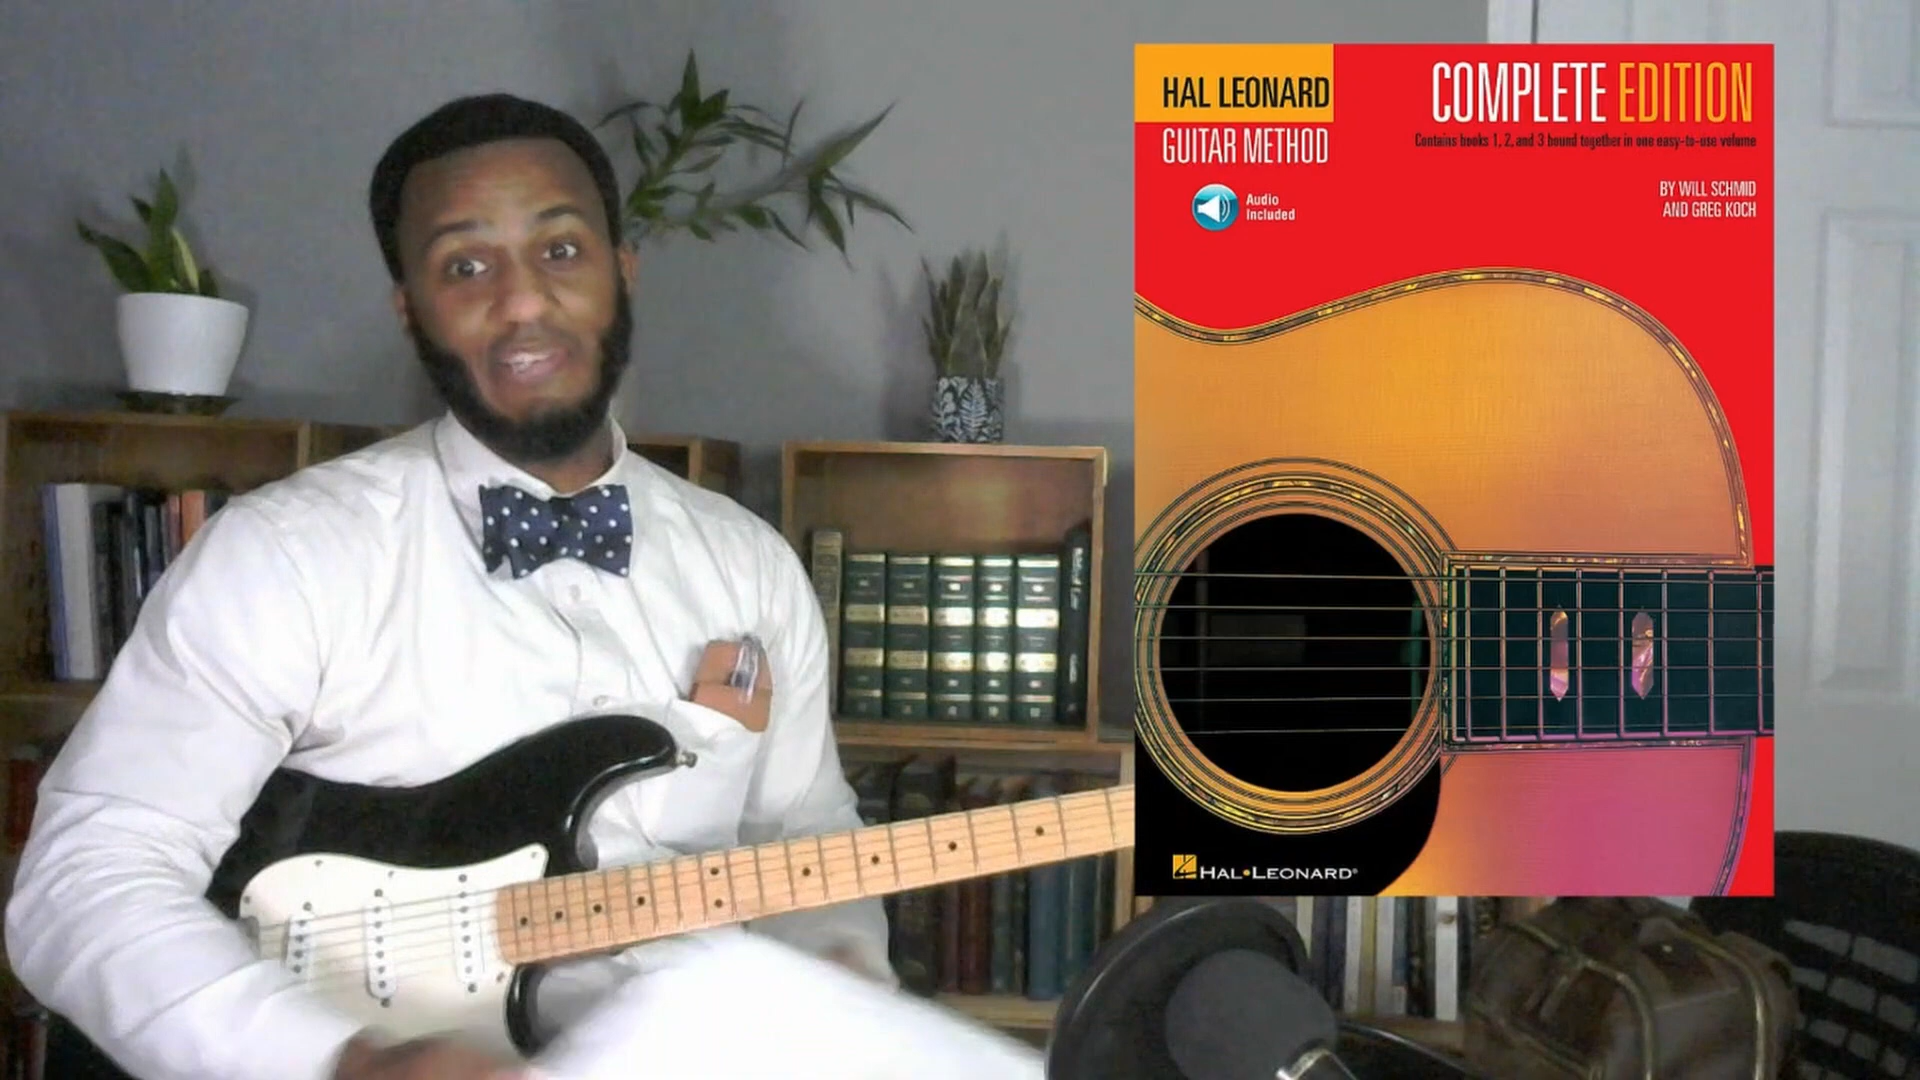 HAL LEONARD
GUITAR METHOD
Audio
Included
COMPLETE EDITION
Contains books 1, 2, and 3 bound together in one easy-to-use volume
BY WILL SCHMID
AND GREG KOCH
HAL•LEONARD®